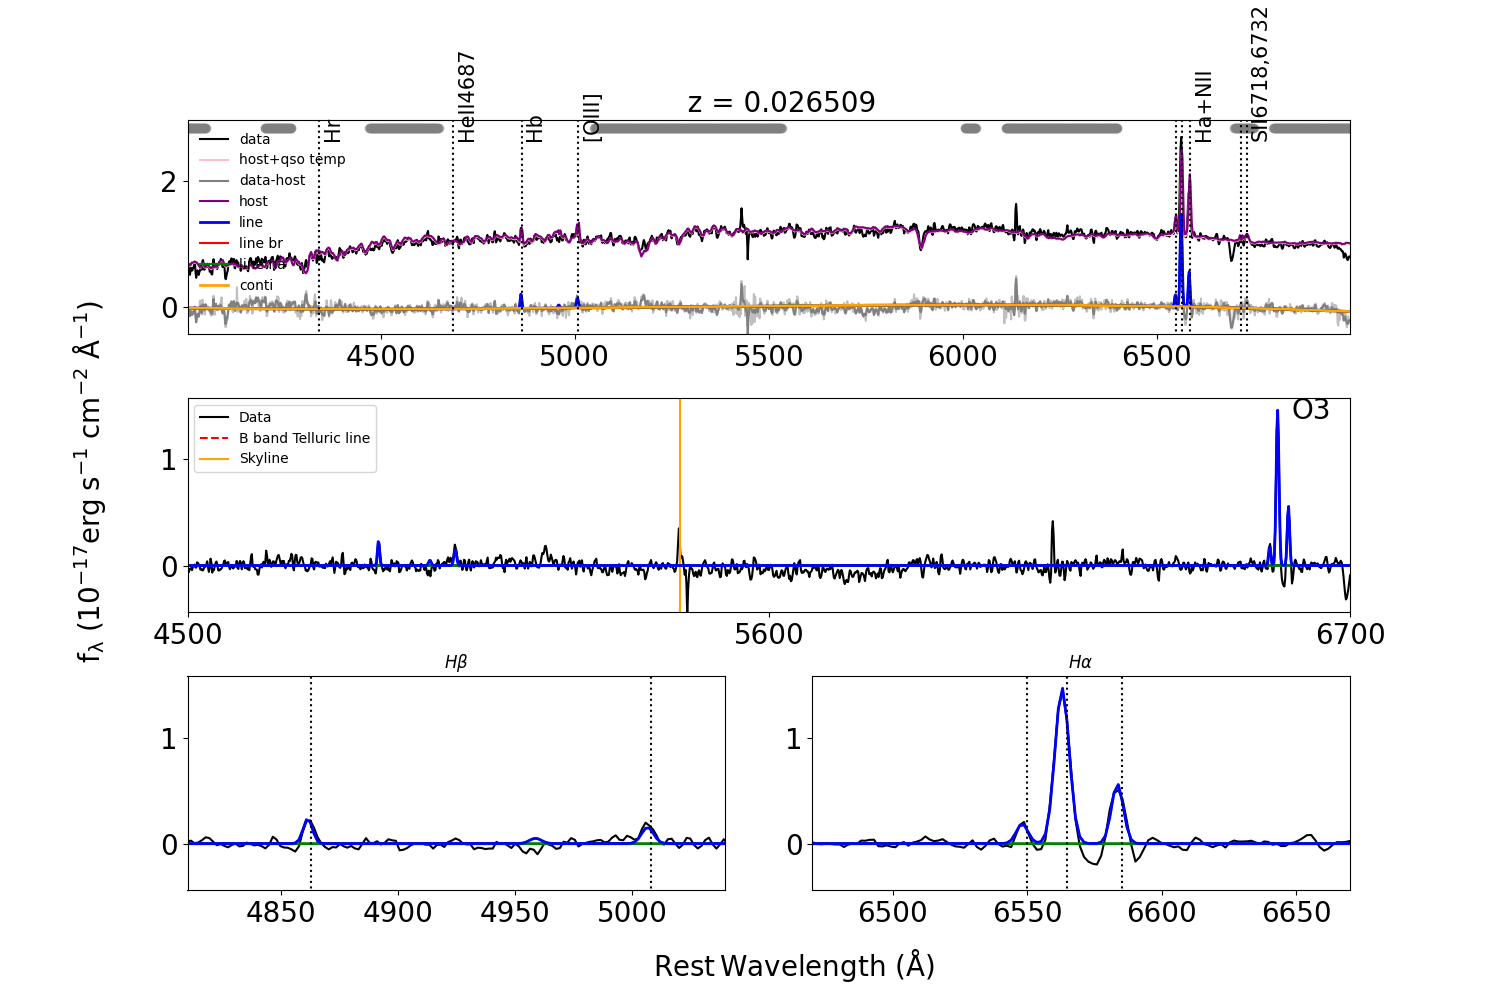 z = 0.026509
Hr
HeII4687
Hb
[OIII]
Ha+NII
SII6718,6732
data
host+qso temp
data-host
host
line
line br
conti
2
0
4500 5000 5500 6000 6500
f_λ (10^−17 erg s^−1 cm^−2 Å^−1)
Data
B band Telluric line
Skyline
O3
1
0
4500 5600 6700
Hβ
Hα
1
0
4850 4900 4950 5000
1
0
6500 6550 6600 6650
Rest Wavelength (Å)